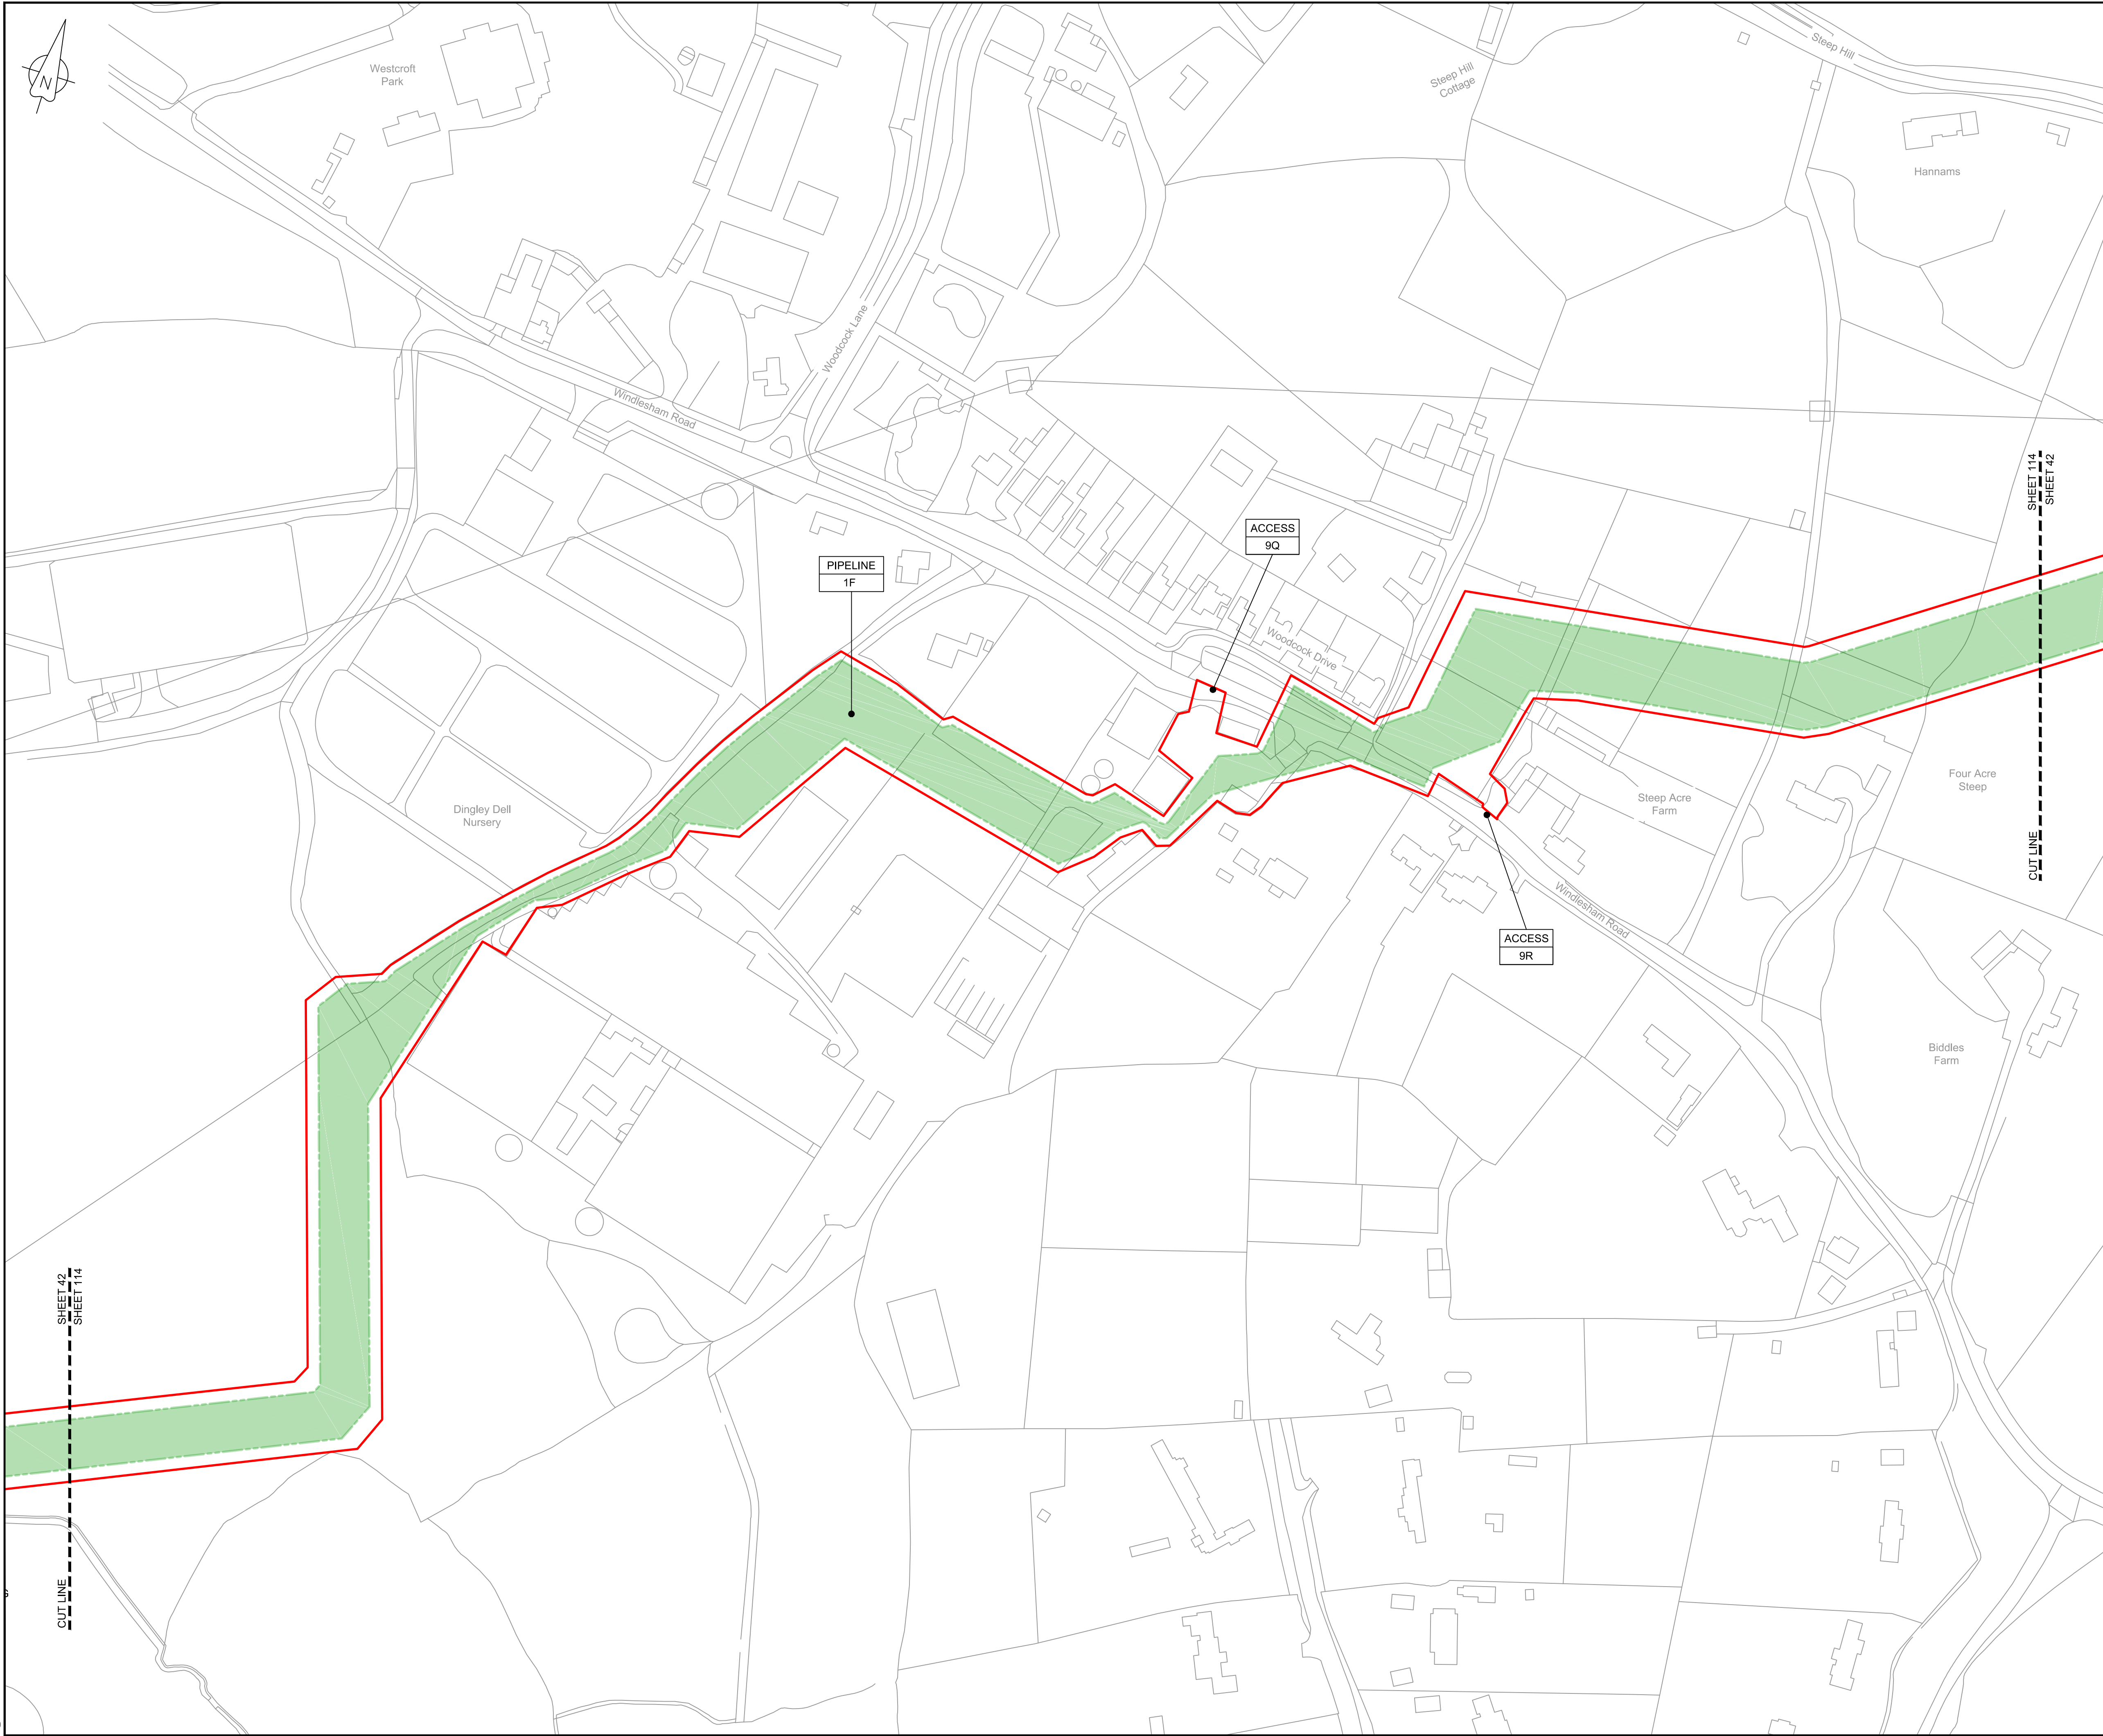 N
Westcroft
Park
Steep Hill
Steep Hill
Cottage
Hannams
Woodcock Lane
Windlesham Road
SHEET 114
SHEET 42
ACCESS
9Q
PIPELINE
1F
Woodcock Drive
Four Acre
Steep
Dingley Dell
Nursery
Steep Acre
Farm
CUT LINE
Windlesham Road
ACCESS
9R
Biddles
Farm
SHEET 42
SHEET 114
CUT LINE